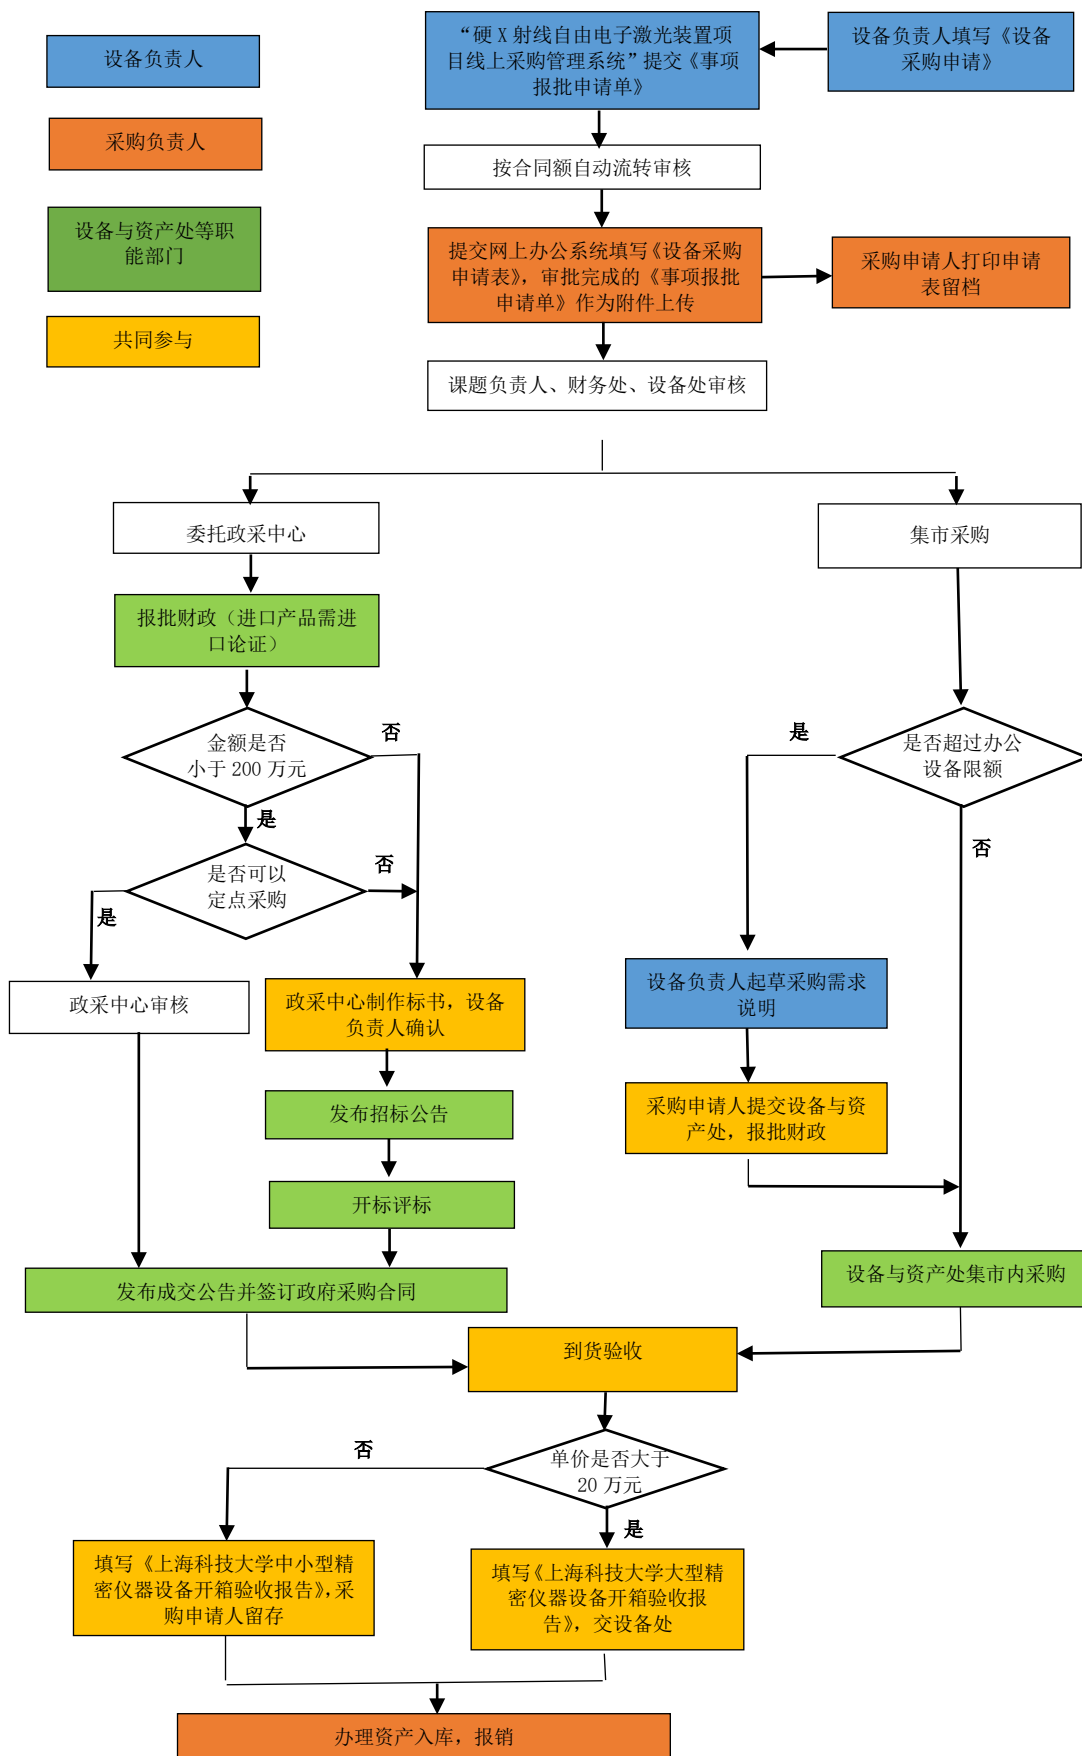 设备负责人
采购负责人
设备与资产处等职
能部门
共同参与
“硬 X 射线自由电子激光装置项
目线上采购管理系统”提交《事项
报批申请单》
设备负责人填写《设备
采购申请》
按合同额自动流转审核
提交网上办公系统填写《设备采购
申请表》，审批完成的《事项报批
申请单》作为附件上传
采购申请人打印申请
表留档
课题负责人、财务处、设备处审核
委托政采中心
集市采购
报批财政（进口产品需进
口论证）
金额是否
小于 200 万元
否
是
是否可以
定点采购
否
是
是
是否超过办公
设备限额
否
政采中心审核
政采中心制作标书，设备
负责人确认
设备负责人起草采购需求
说明
发布招标公告
采购申请人提交设备与资
产处，报批财政
开标评标
发布成交公告并签订政府采购合同
设备与资产处集市内采购
到货验收
单价是否大于
20 万元
否
是
填写《上海科技大学中小型精
密仪器设备开箱验收报告》，采
购申请人留存
填写《上海科技大学大型精
密仪器设备开箱验收报
告》，交设备处
办理资产入库，报销